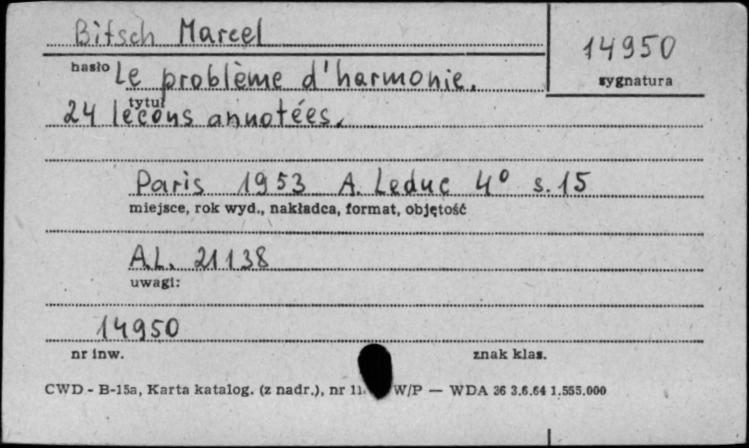 Bitsch Marcel
14950
hasło
sygnatura
Le problème d'harmonie.
tytuł
24 leçons annotées.
Paris 1953 A. Leduc 4° s. 15
miejsce, rok wyd., nakładca, format, objętość
A.L. 21138
uwagi:
14950
nr inw.
znak klas.
CWD - B-15a, Karta katalog. (z nadr.), nr W/P — WDA 36 3.6.64 1.555.000